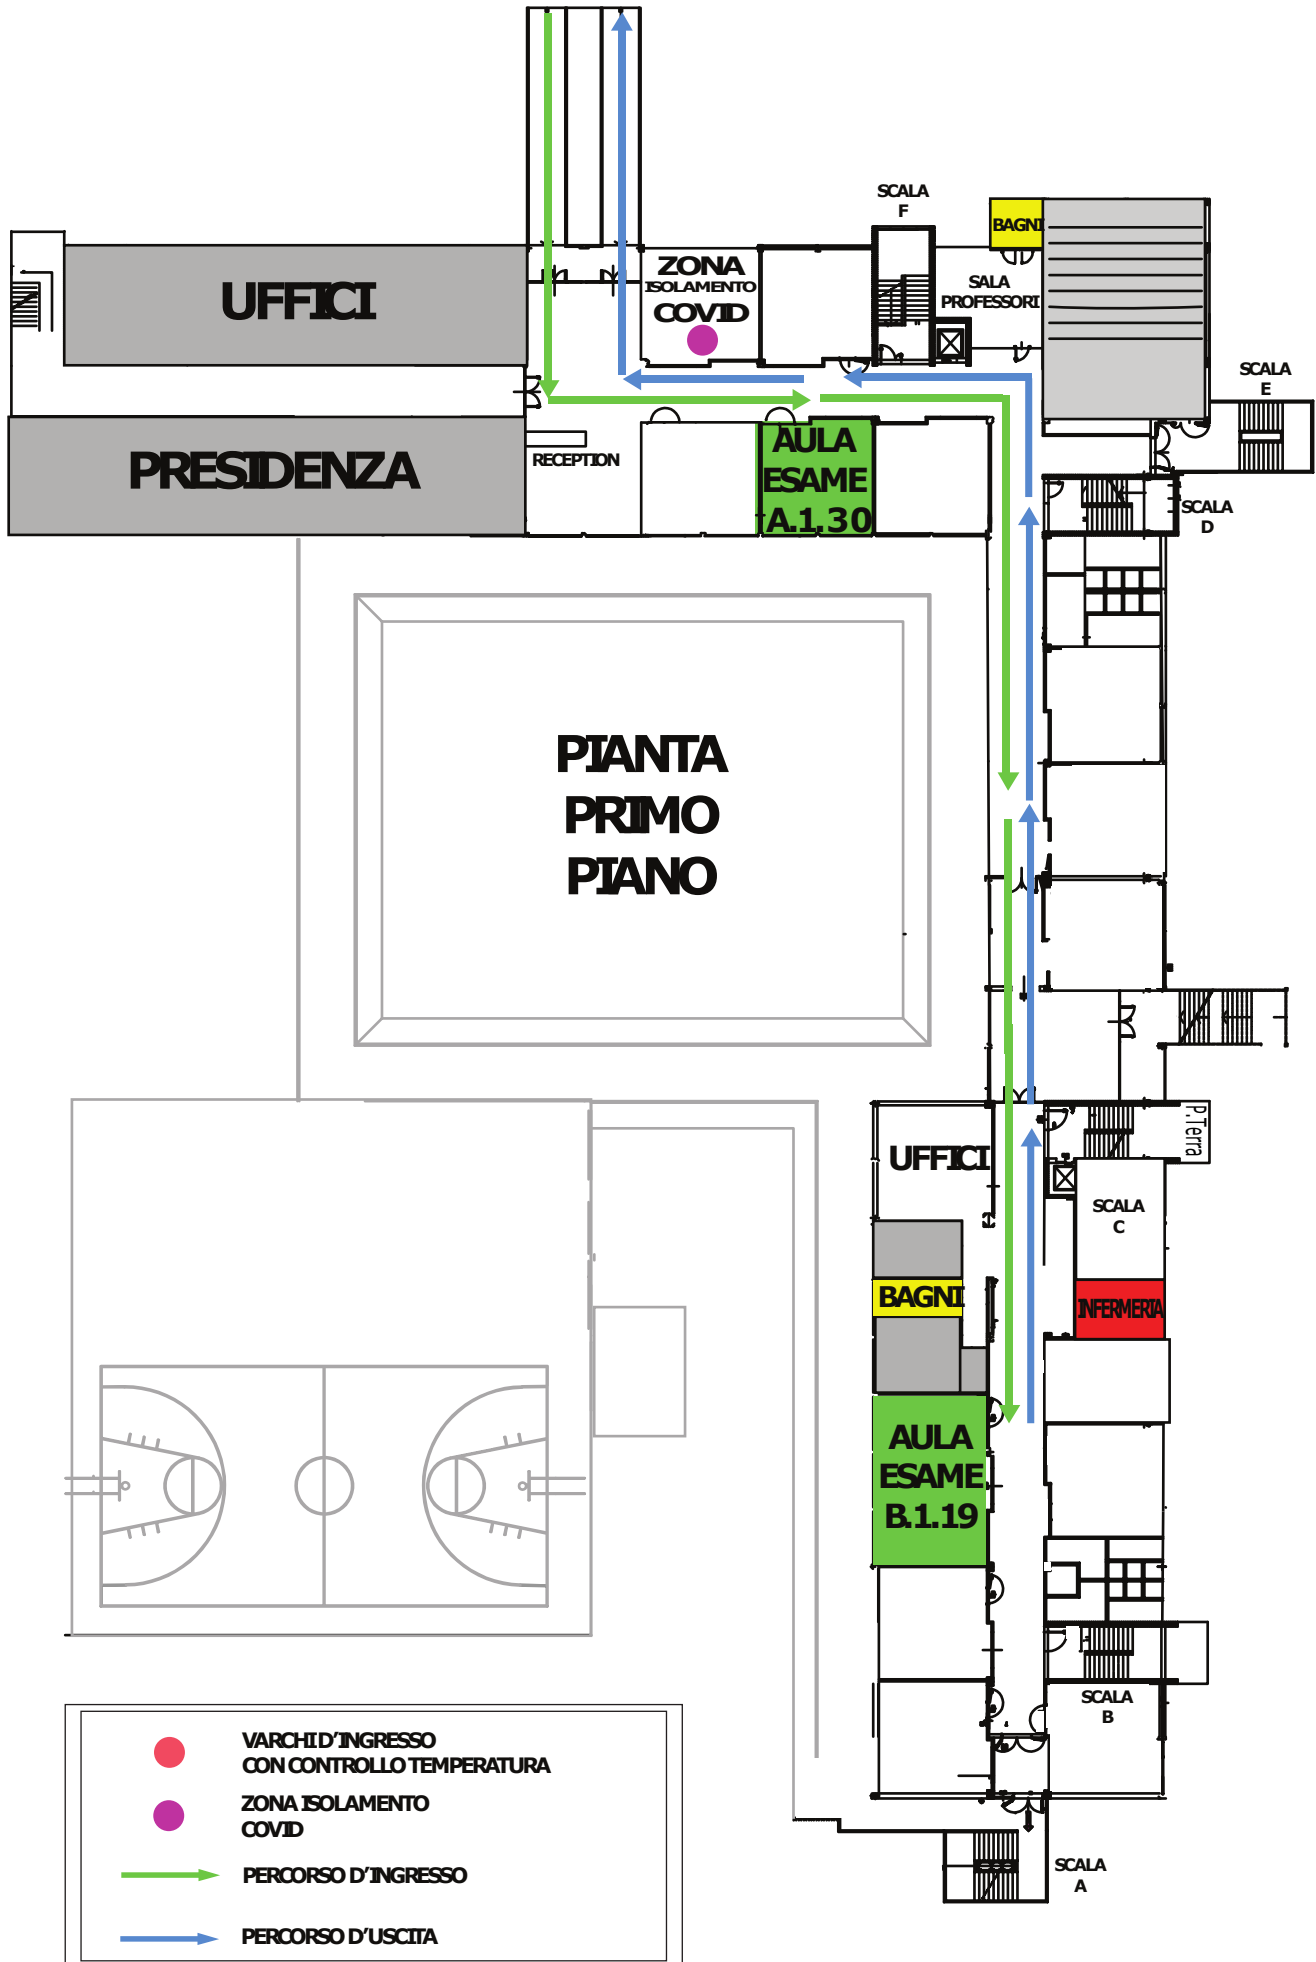 SCALA
F
BAGNI
UFFICI
ZONA
ISOLAMENTO
COVID
SALA
PROFESSORI
SCALA
E
PRESIDENZA
RECEPTION
AULA
ESAME
A.1.30
SCALA
D
PIANTA
PRIMO
PIANO
P.Terra
UFFICI
SCALA
C
BAGNI
INFERMERIA
AULA
ESAME
B.1.19
SCALA
B
SCALA
A
VARCHI D'INGRESSO
CON CONTROLLO TEMPERATURA
ZONA ISOLAMENTO
COVID
PERCORSO D'INGRESSO
PERCORSO D'USCITA